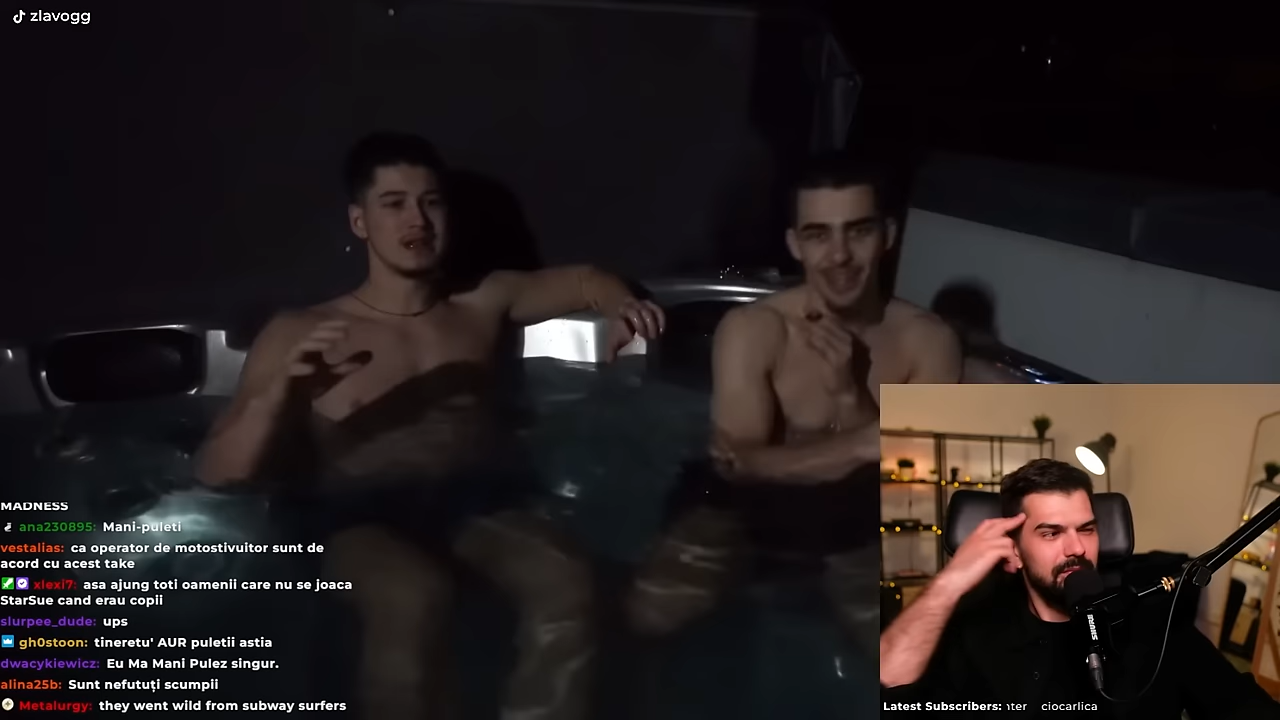 zlavogg
MADNESS
ana230895: Mani-puleti
vestalias: ca operator de motostivuitor sunt de
acord cu acest take
xlexi7: asa ajung toti oamenii care nu se joaca
StarSue cand erau copii
slurpee_dude: ups
gh0stoon: tineretu' AUR puletii astia
dwacykiewicz: Eu Ma Mani Pulez singur.
alina25b: Sunt nefutuți scumpii
Metalurgy: they went wild from subway surfers
SHURE
Latest Subscribers: nter ciocarlica